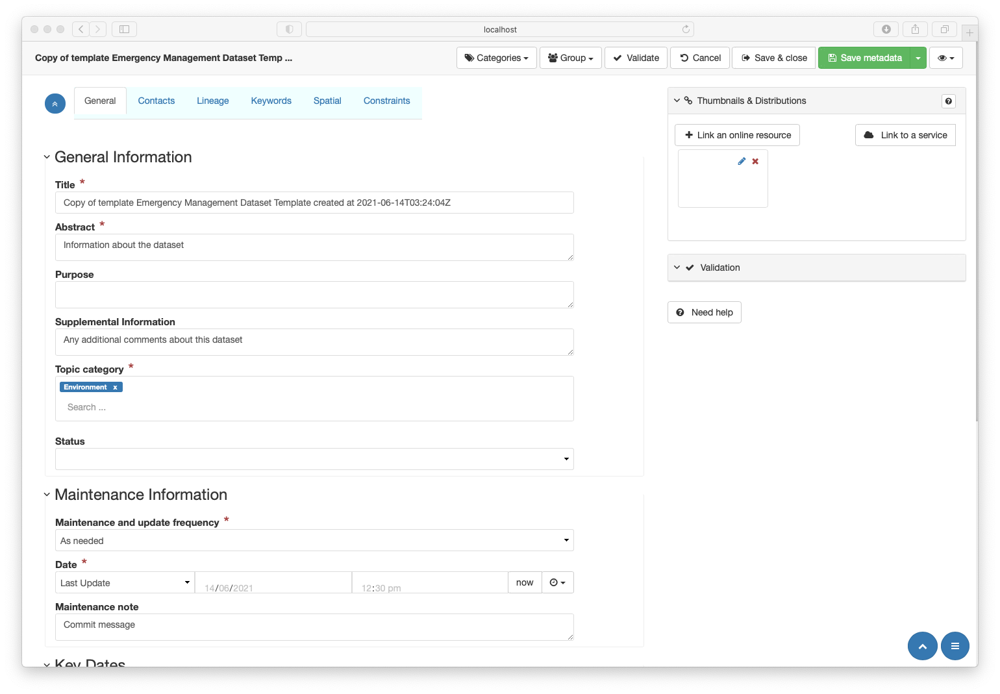 localhost
Copy of template Emergency Management Dataset Temp ...
Categories Group Validate Cancel Save & close Save metadata
General Contacts Lineage Keywords Spatial Constraints
Thumbnails & Distributions
Link an online resource Link to a service
General Information
Title *
Copy of template Emergency Management Dataset Template created at 2021-06-14T03:24:04Z
Abstract *
Information about the dataset
Purpose
Validation
Need help
Supplemental Information
Any additional comments about this dataset
Topic category *
Environment x
Search ...
Status
Maintenance Information
Maintenance and update frequency *
As needed
Date *
Last Update 14/06/2021 12:30 pm now
Maintenance note
Commit message
Key Dates